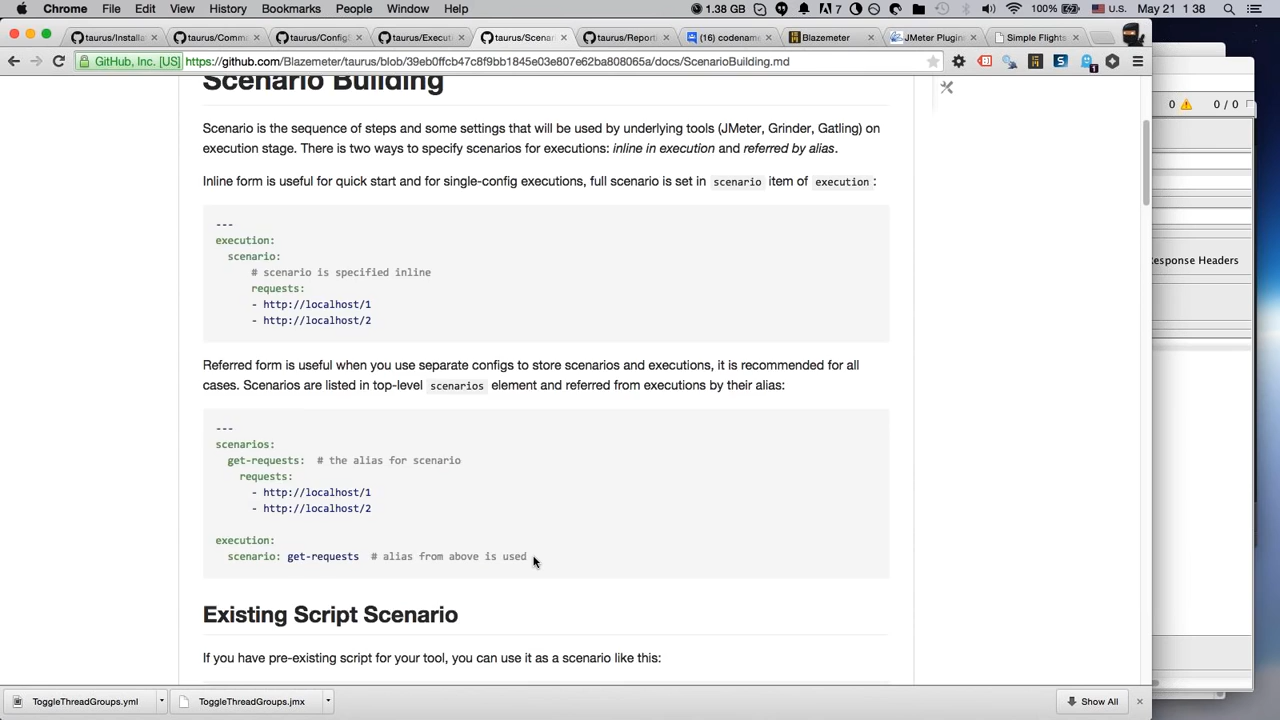 Chrome File Edit View History Bookmarks People Window Help 1.38 GB 7 100% U.S. May 21 1 38
taurus/Installa taurus/Comma taurus/Config taurus/Executi taurus/Scena taurus/Reporti (16) codename Blazemeter JMeter Plugins Simple Flights
GitHub, Inc. [US] https://github.com/Blazemeter/taurus/blob/39eb0ffcb47c8f9bb1845e03e807e62ba808065a/docs/ScenarioBuilding.md
0 0 / 0
Scenario Building
Scenario is the sequence of steps and some settings that will be used by underlying tools (JMeter, Grinder, Gatling) on
execution stage. There is two ways to specify scenarios for executions: inline in execution and referred by alias.
Inline form is useful for quick start and for single-config executions, full scenario is set in scenario item of execution :
---
execution:
scenario:
# scenario is specified inline
requests:
- http://localhost/1
- http://localhost/2
esponse Headers
Referred form is useful when you use separate configs to store scenarios and executions, it is recommended for all
cases. Scenarios are listed in top-level scenarios element and referred from executions by their alias:
---
scenarios:
get-requests: # the alias for scenario
requests:
- http://localhost/1
- http://localhost/2
execution:
scenario: get-requests # alias from above is used
Existing Script Scenario
If you have pre-existing script for your tool, you can use it as a scenario like this:
ToggleThreadGroups.yml ToggleThreadGroups.jmx Show All